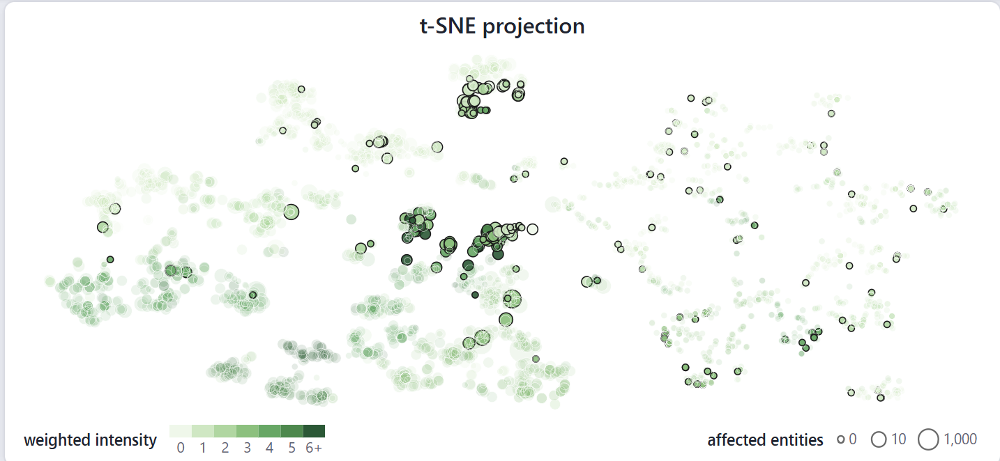 t-SNE projection
weighted intensity
0 1 2 3 4 5 6+
affected entities 0 10 1,000